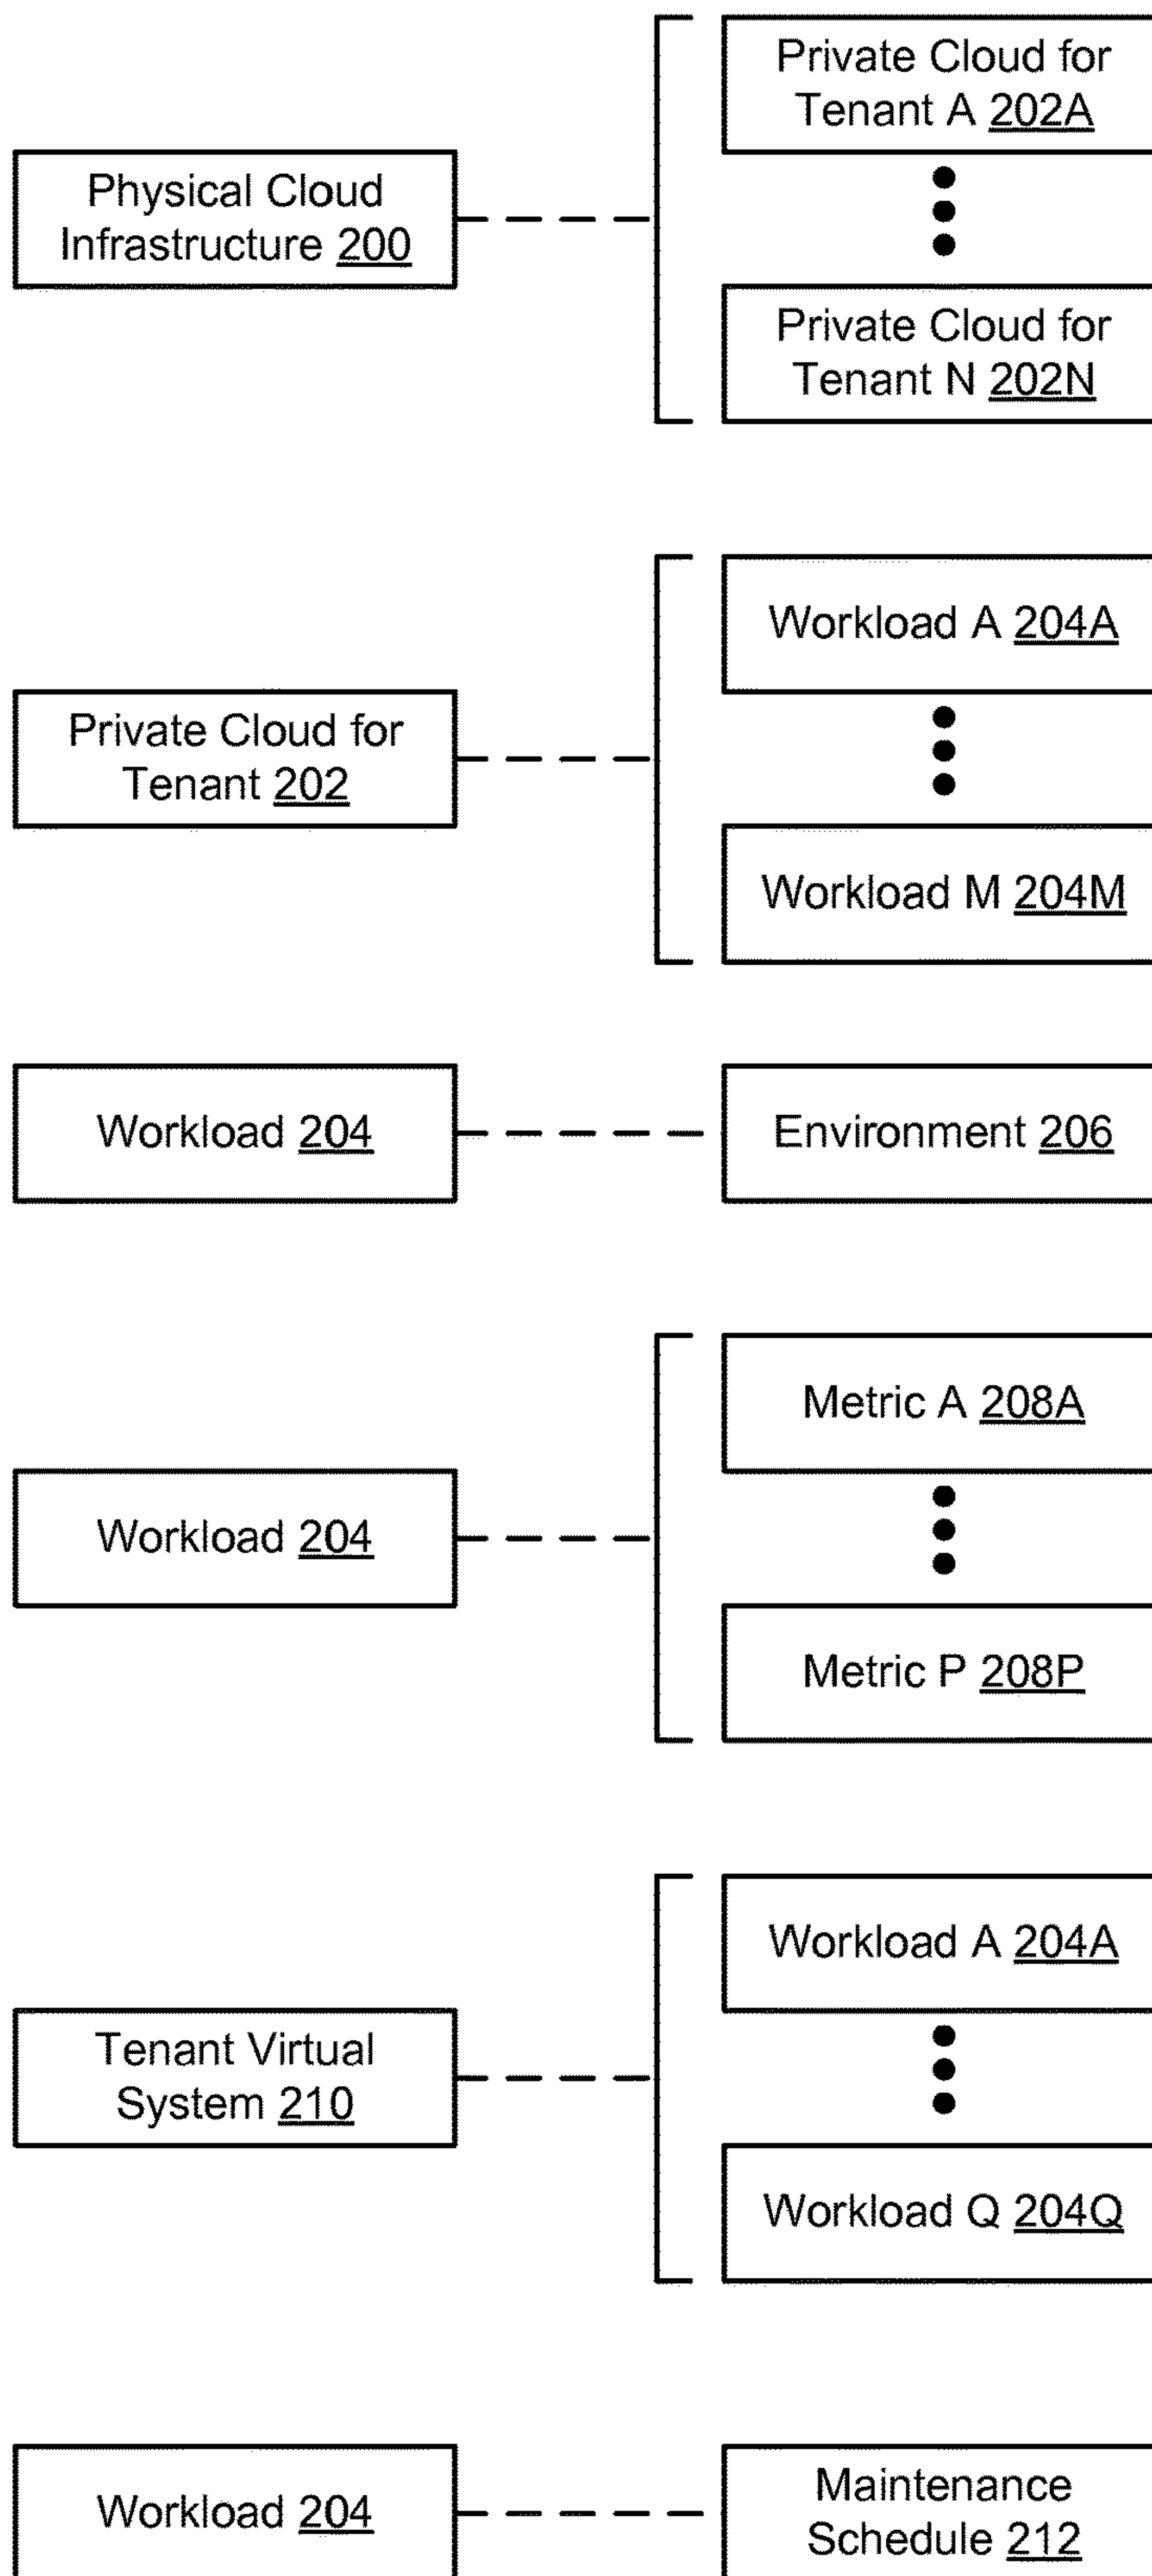 Private Cloud for
Tenant A 202A
Physical Cloud
Infrastructure 200
Private Cloud for
Tenant N 202N
Workload A 204A
Private Cloud for
Tenant 202
Workload M 204M
Workload 204
Environment 206
Metric A 208A
Workload 204
Metric P 208P
Workload A 204A
Tenant Virtual
System 210
Workload Q 204Q
Workload 204
Maintenance
Schedule 212